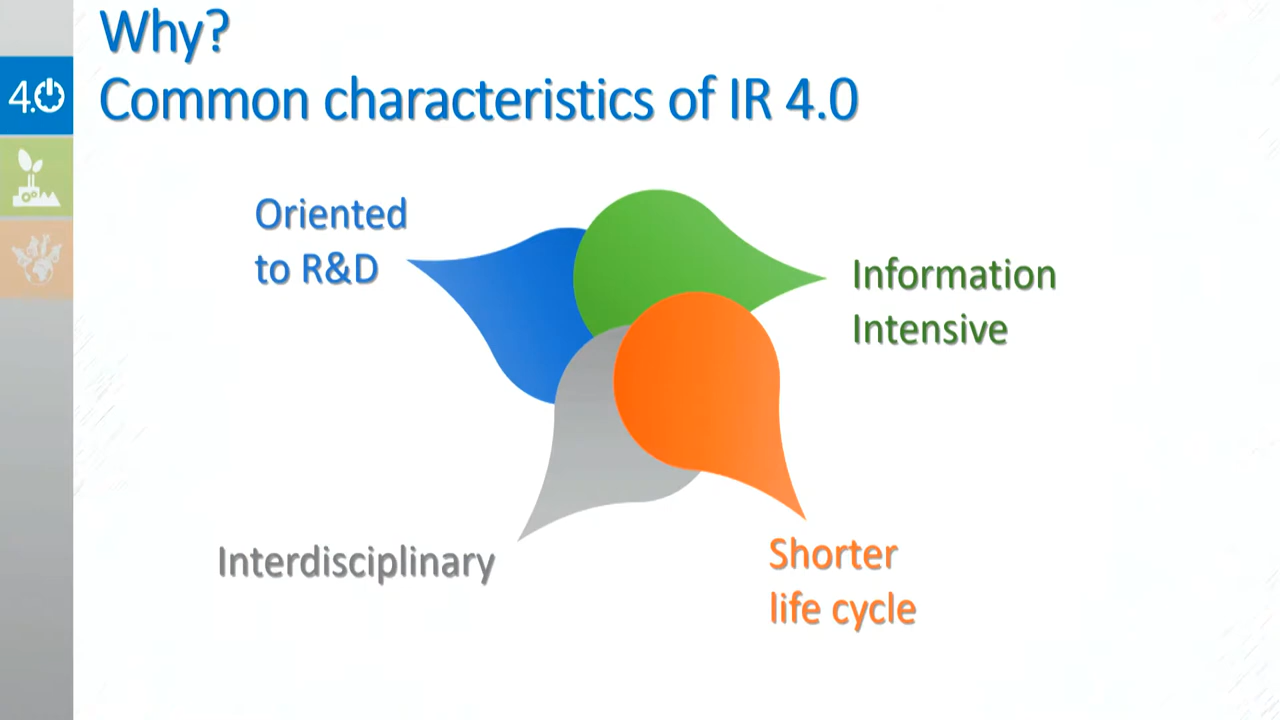 Why?
Common characteristics of IR 4.0
4.0
Oriented
to R&D
Information
Intensive
Interdisciplinary
Shorter
life cycle